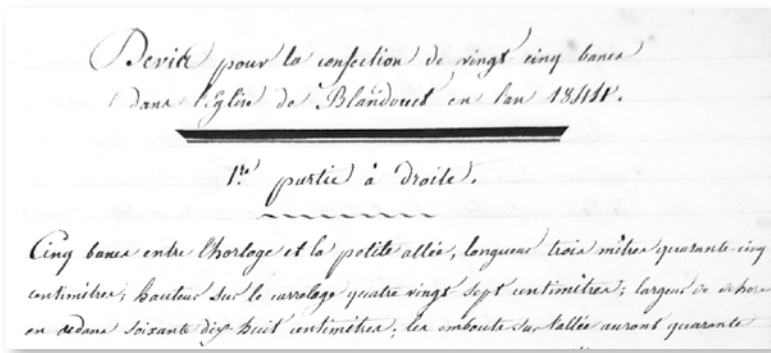 Devis pour la confection de vingt cinq bancs
dans l'Eglise de Blandouet en l'an 1844.
1re partie à droite.
Cinq bancs entre l'horloge et la petite allée, longueur trois mètres quarante-cinq
centimètres; hauteur sur le carrelage quatre vingt-sept centimètres; largeur de dehors
en dedans soixante dix-huit centimètres; les embouts sur l'allée auront quarante